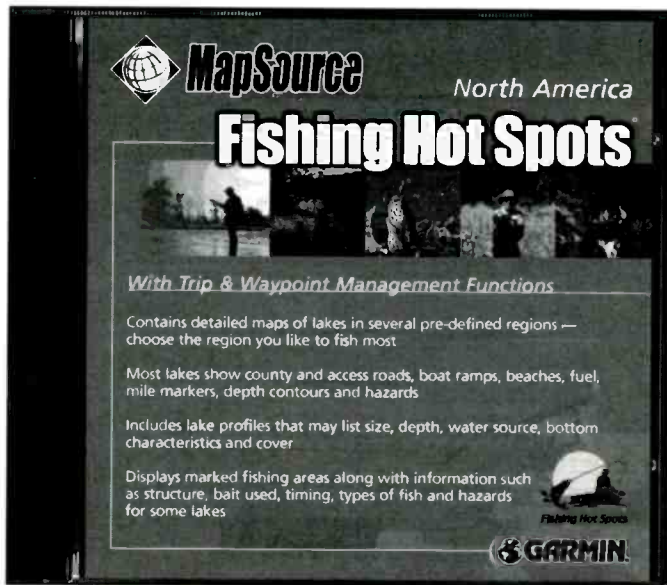 MapSource
North America
Fishing Hot Spots
With Trip & Waypoint Management Functions
Contains detailed maps of lakes in several pre-defined regions —
choose the region you like to fish most
Most lakes show county and access roads, boat ramps, beaches, fuel,
mile markers, depth contours and hazards
Includes lake profiles that may list size, depth, water source, bottom
characteristics and cover
Displays marked fishing areas along with information such
as structure, bait used, timing, types of fish and hazards
for some lakes
Fishing Hot Spots
GARMIN